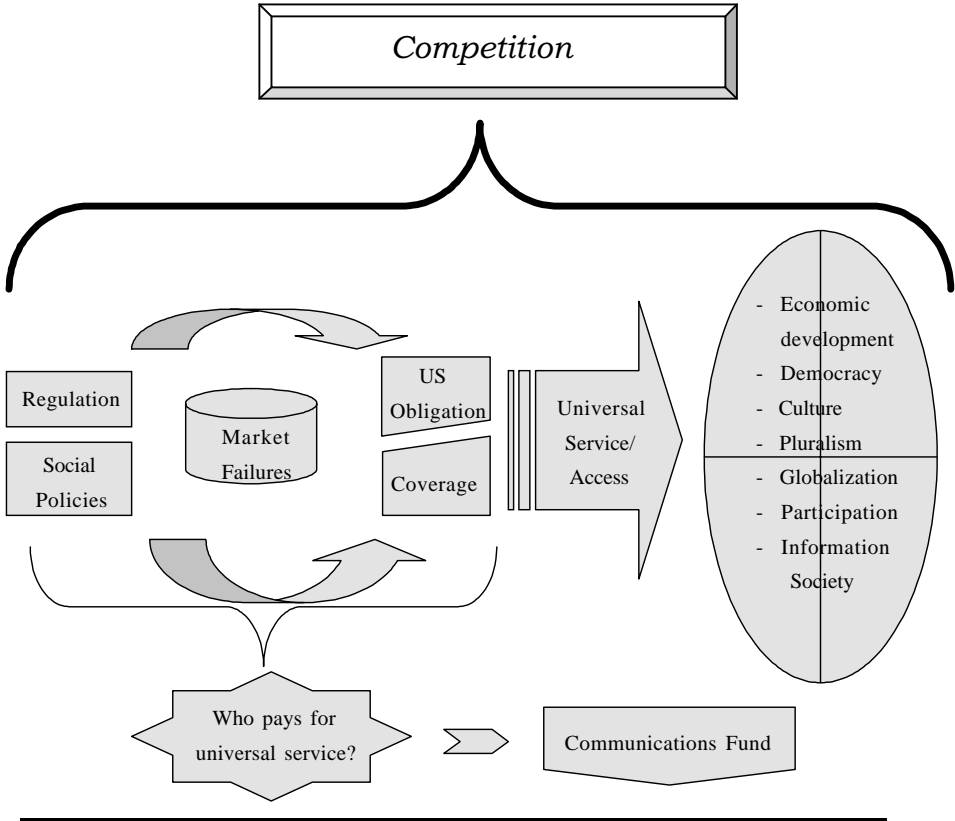 Competition
Regulation
Social
Policies
Market
Failures
US
Obligation
Coverage
Universal
Service/
Access
- Economic
development
- Democracy
- Culture
- Pluralism
- Globalization
- Participation
- Information
Society
Who pays for
universal service?
Communications Fund